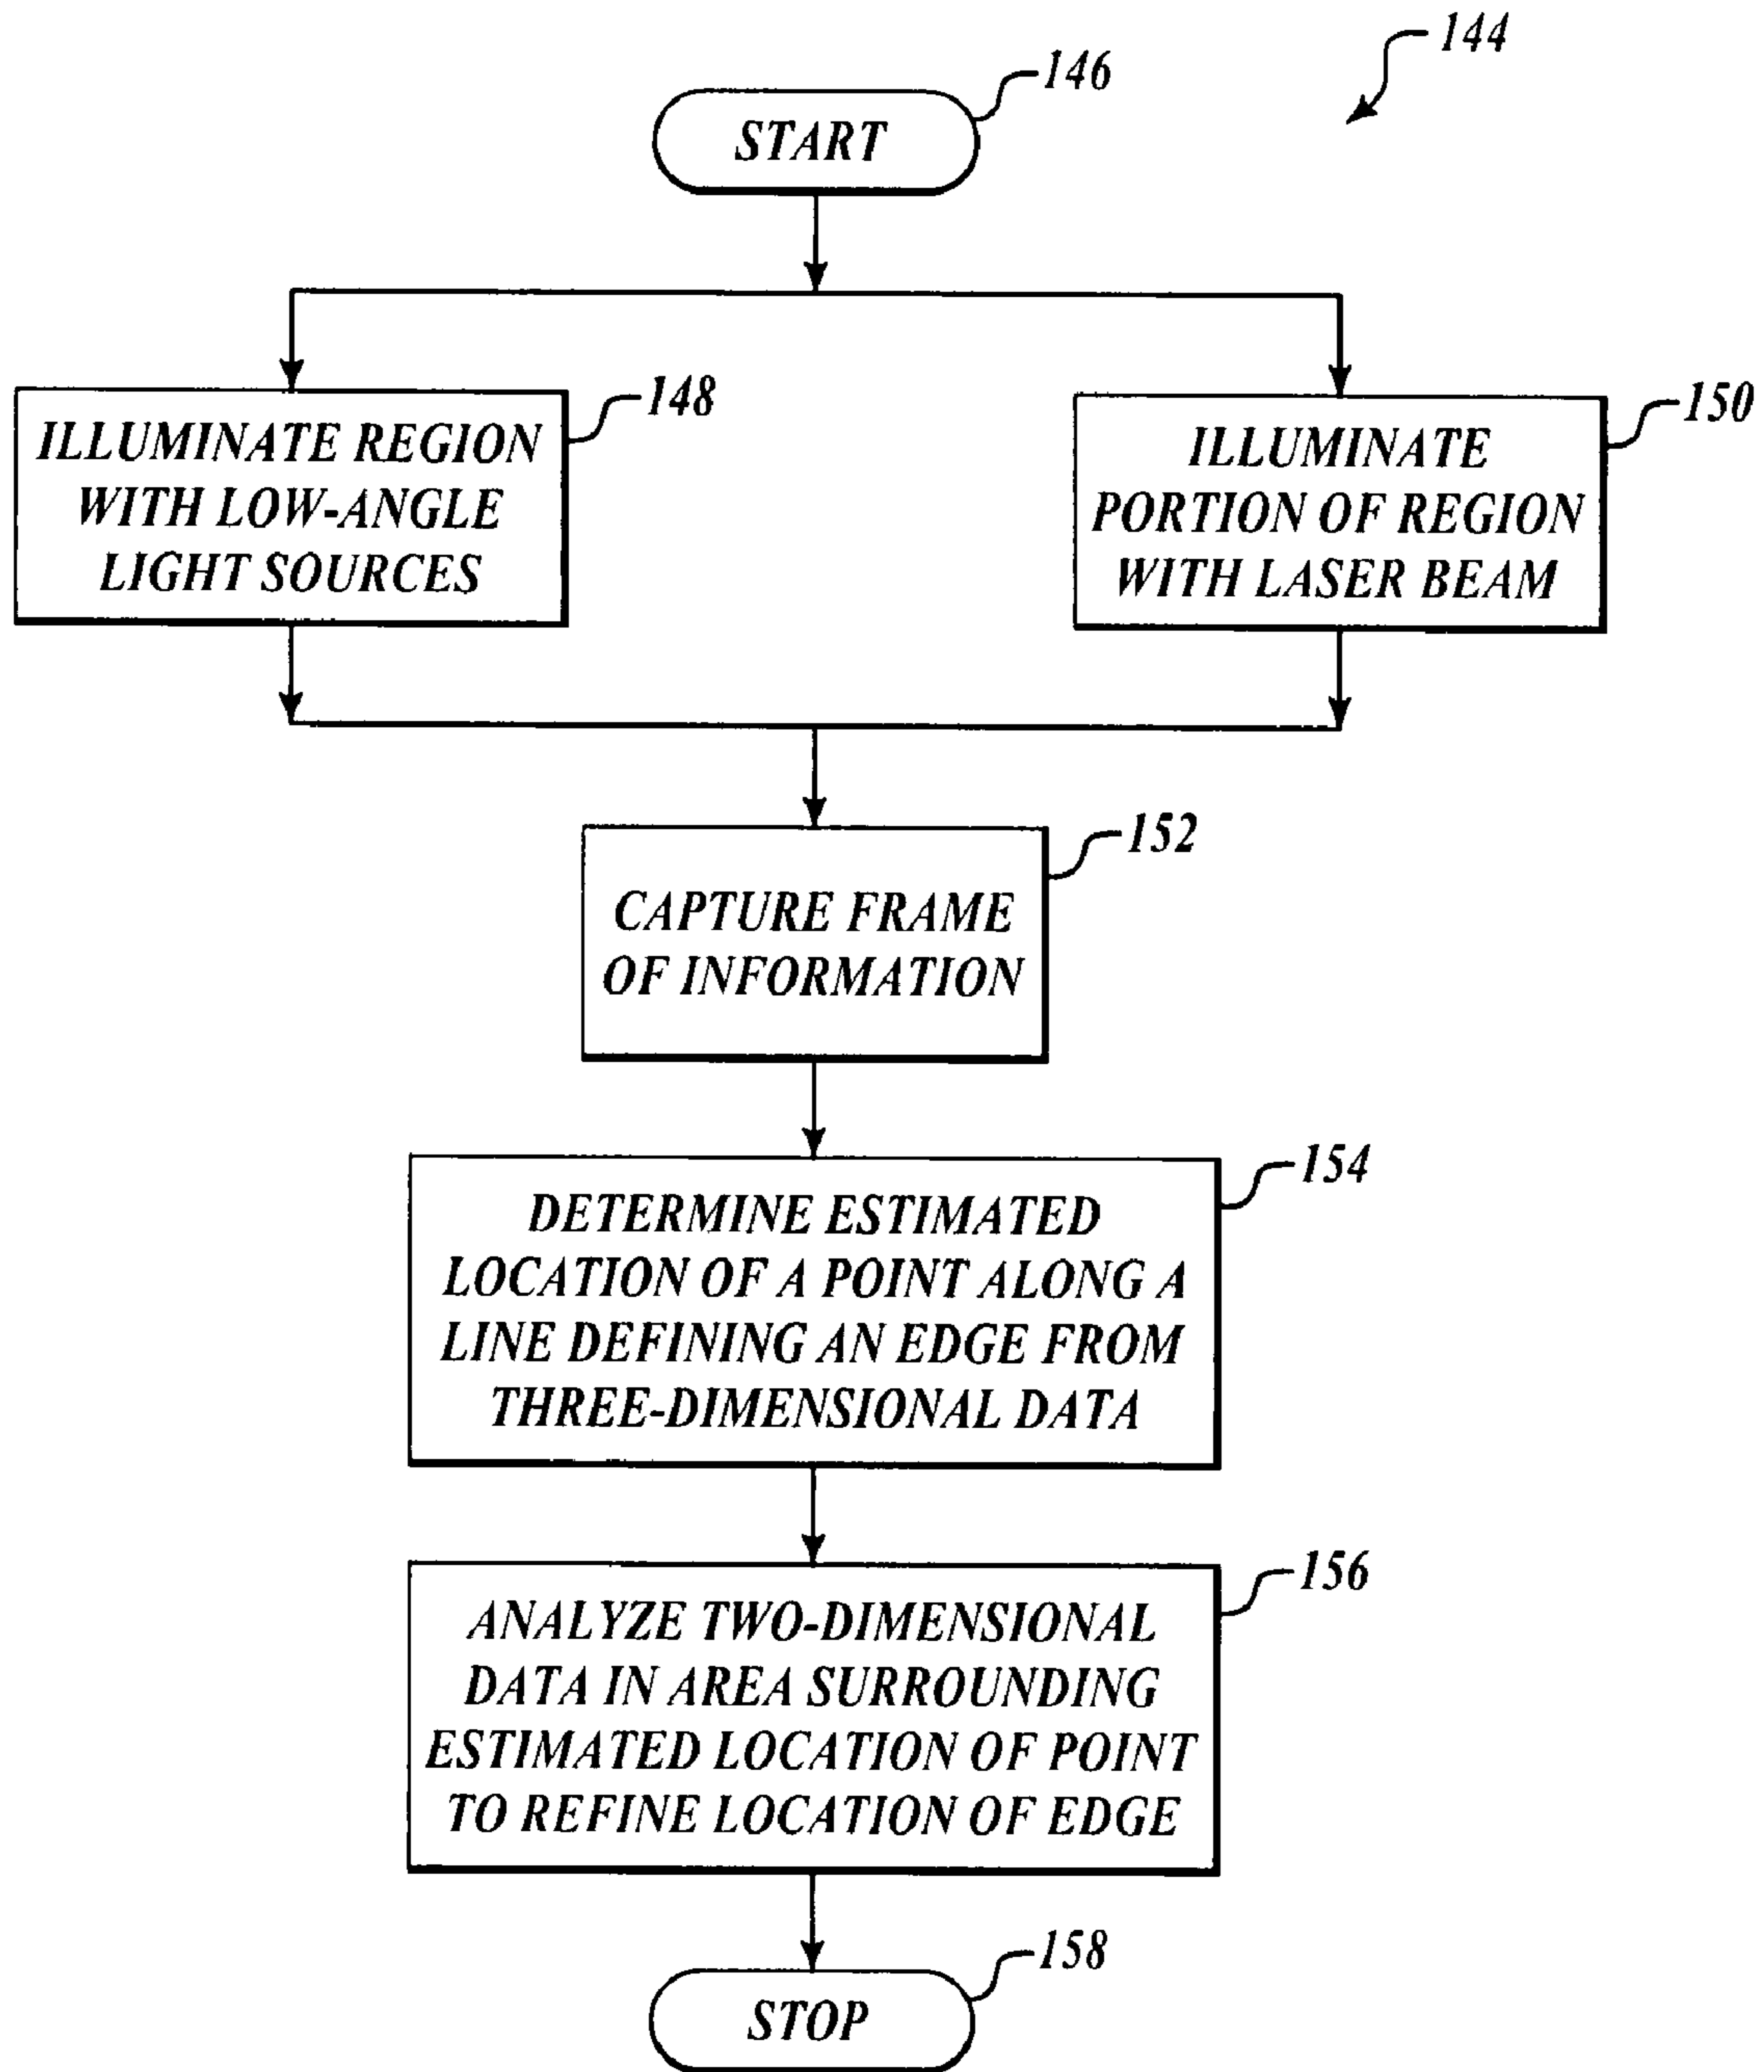 144
146
START
148
ILLUMINATE REGION
WITH LOW-ANGLE
LIGHT SOURCES
150
ILLUMINATE
PORTION OF REGION
WITH LASER BEAM
152
CAPTURE FRAME
OF INFORMATION
154
DETERMINE ESTIMATED
LOCATION OF A POINT ALONG A
LINE DEFINING AN EDGE FROM
THREE-DIMENSIONAL DATA
156
ANALYZE TWO-DIMENSIONAL
DATA IN AREA SURROUNDING
ESTIMATED LOCATION OF POINT
TO REFINE LOCATION OF EDGE
158
STOP